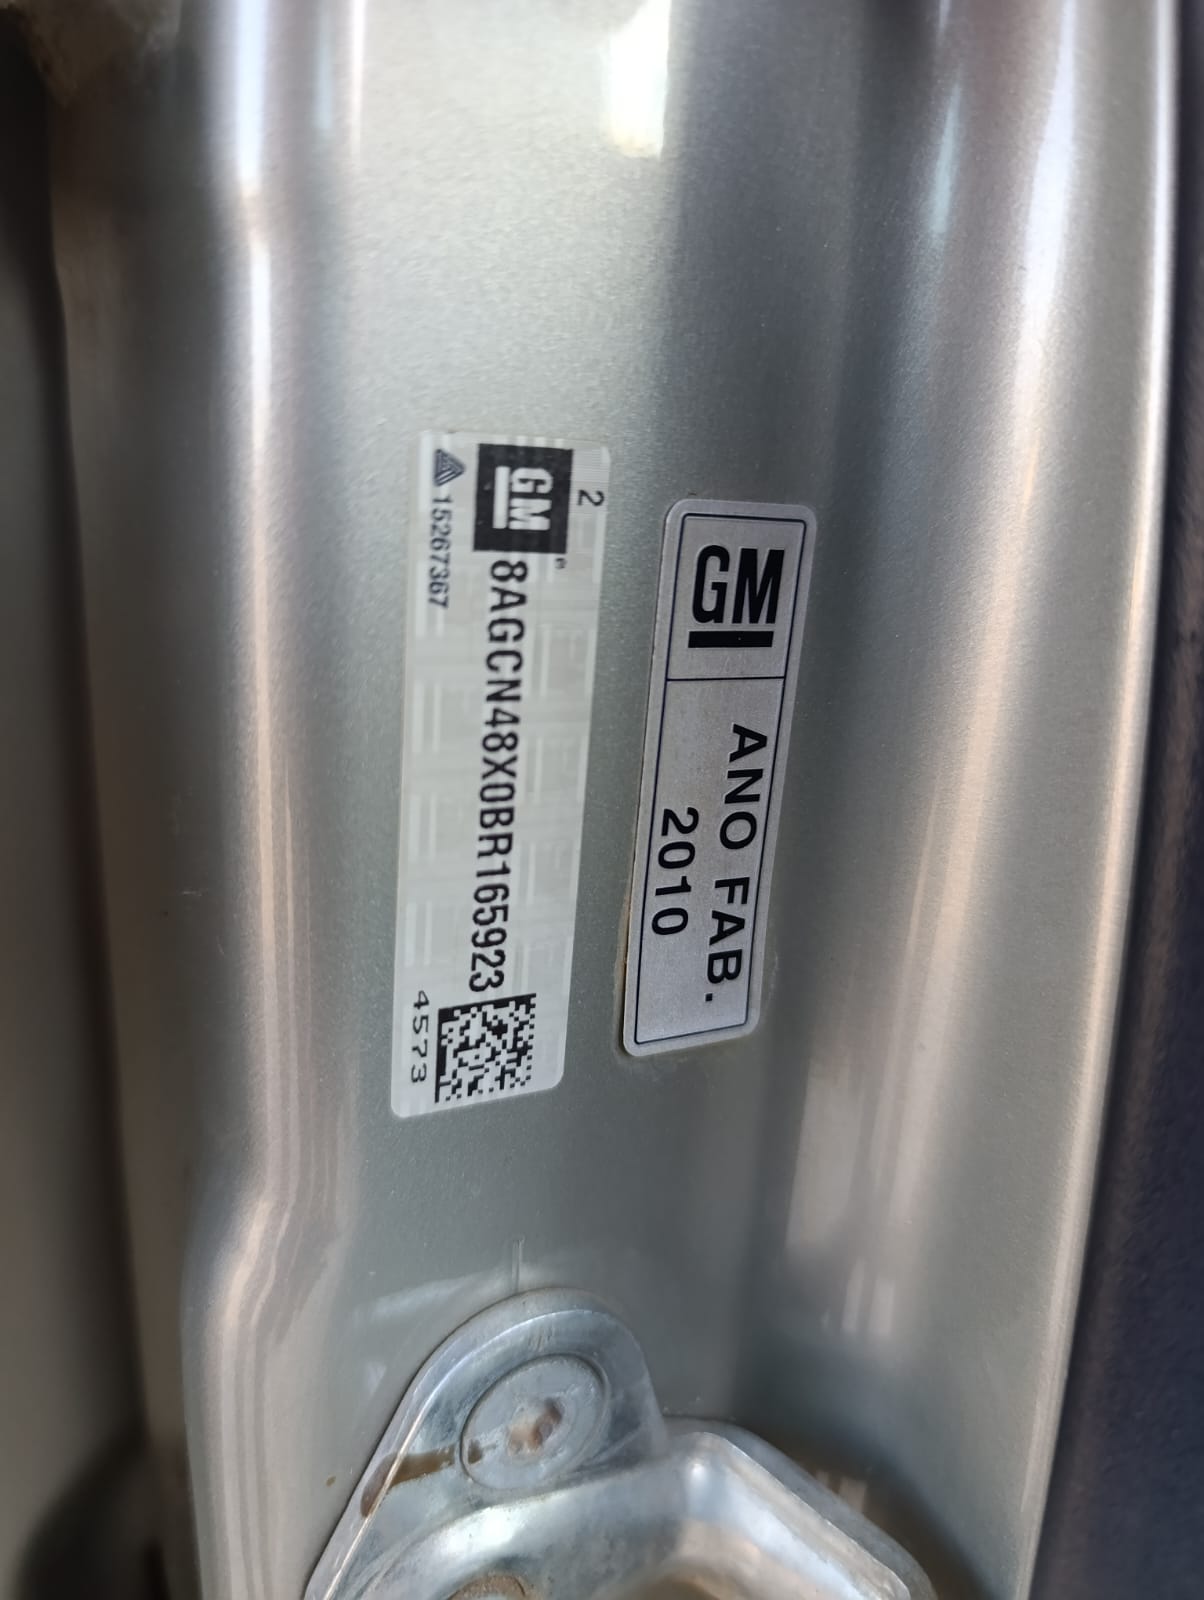 2
GM
8AGCN48X0BR165923
15267367
4573
GM
ANO FAB.
2010